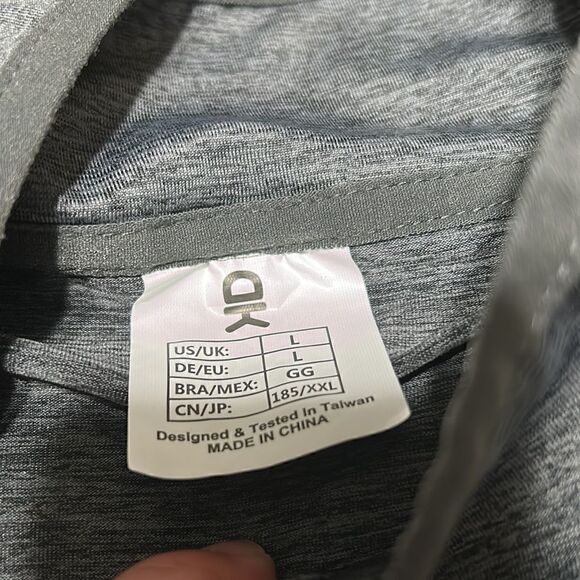 US/UK: L
DE/EU: L
BRA/MEX: GG
CN/JP: 185/XXL
Designed & Tested in Taiwan
MADE IN CHINA